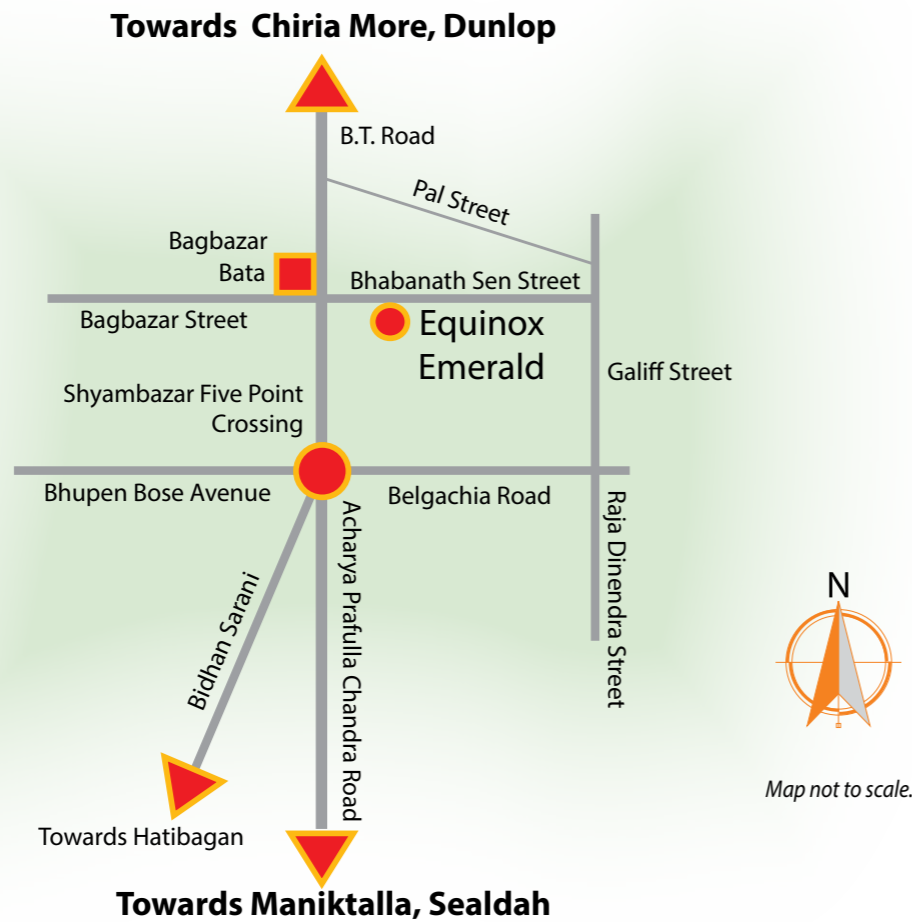 Towards Chiria More, Dunlop
B.T. Road
Pal Street
Bagbazar
Bata
Bhabanath Sen Street
Bagbazar Street
Equinox
Emerald
Galiff Street
Shyambazar Five Point
Crossing
Bhupen Bose Avenue
Belgachia Road
Raja Dinendra Street
Acharya Prafulla Chandra Road
Bidhan Sarani
N
Map not to scale.
Towards Hatibagan
Towards Maniktalla, Sealdah